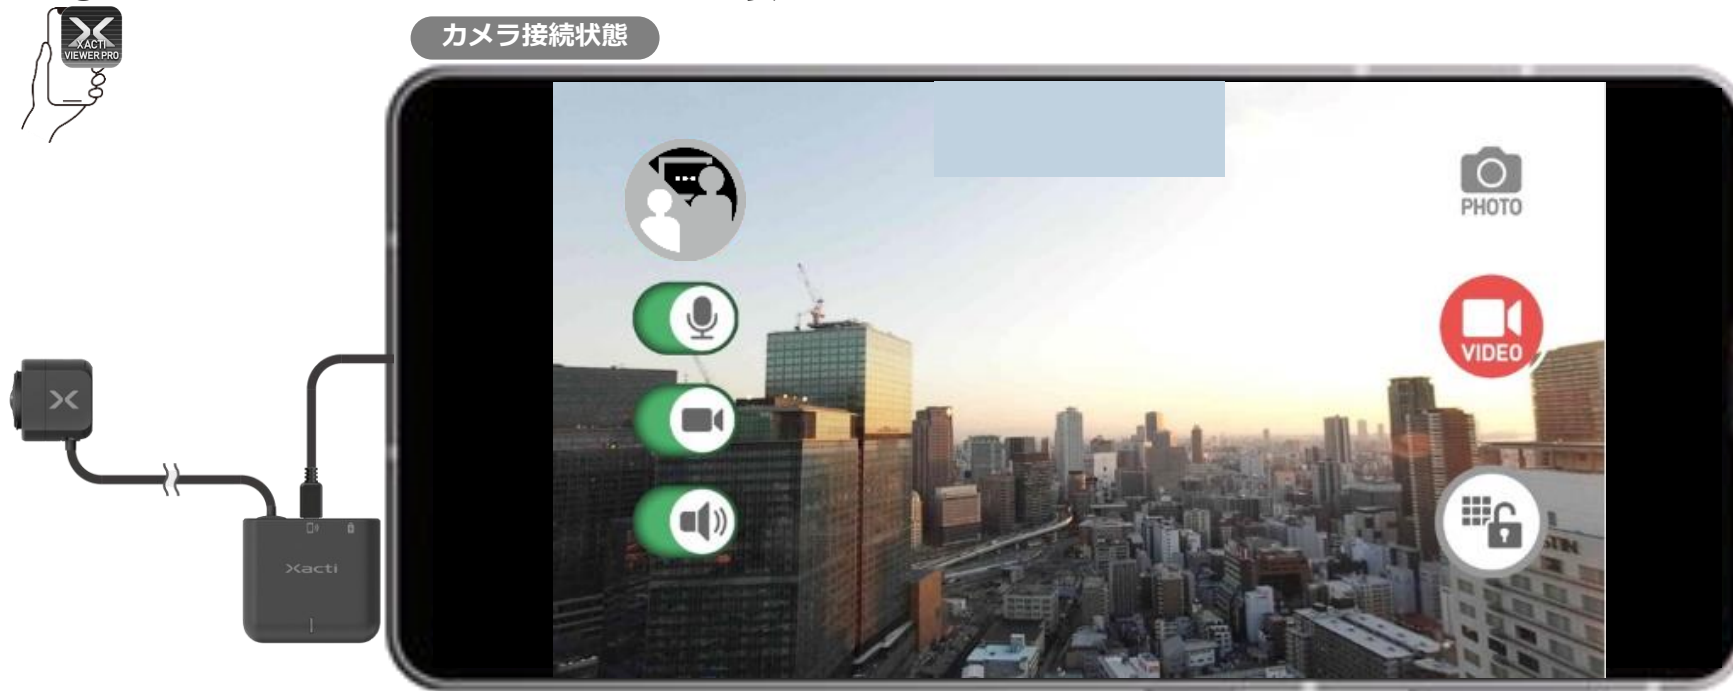 XACTI
VIEWER PRO
カメラ接続状態
PHOTO
VIDEO
Xacti